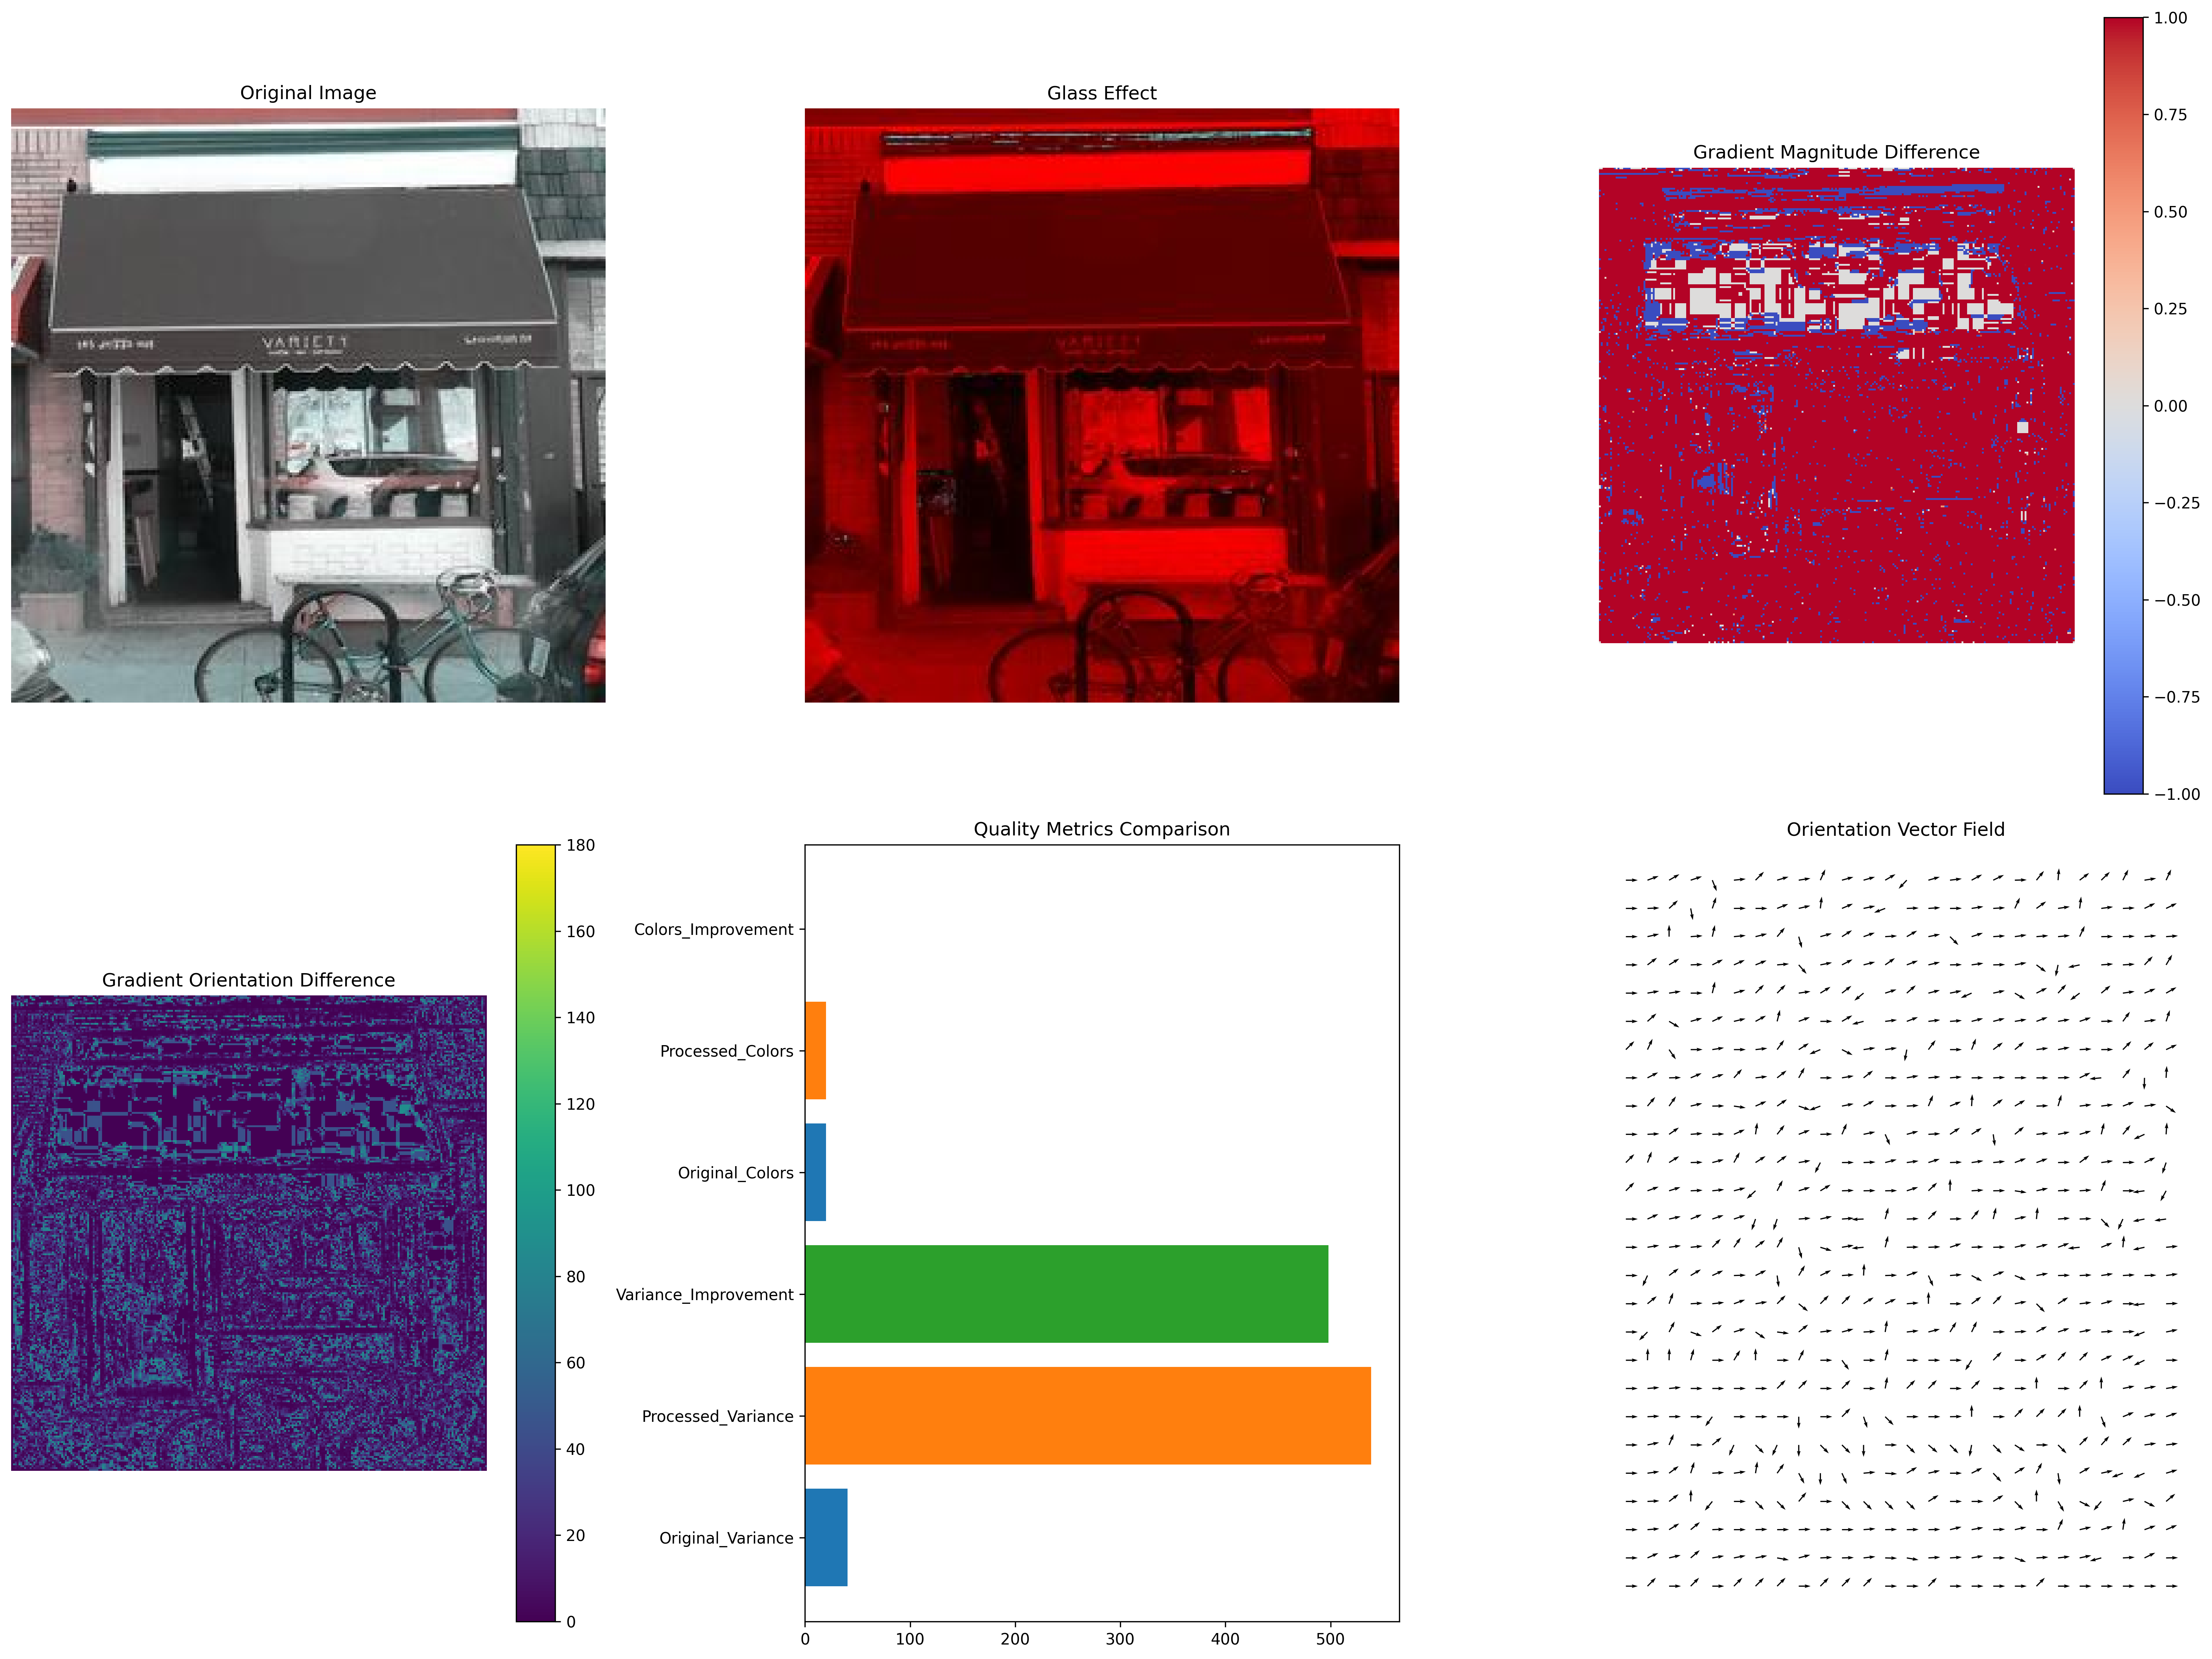 Original Image
Glass Effect
Gradient Magnitude Difference
1.00
0.75
0.50
0.25
0.00
−0.25
−0.50
−0.75
−1.00
VARIETY
VARIETY
Gradient Orientation Difference
180
160
140
120
100
80
60
40
20
0
Quality Metrics Comparison
Colors_Improvement
Processed_Colors
Original_Colors
Variance_Improvement
Processed_Variance
Original_Variance
0 100 200 300 400 500
Orientation Vector Field